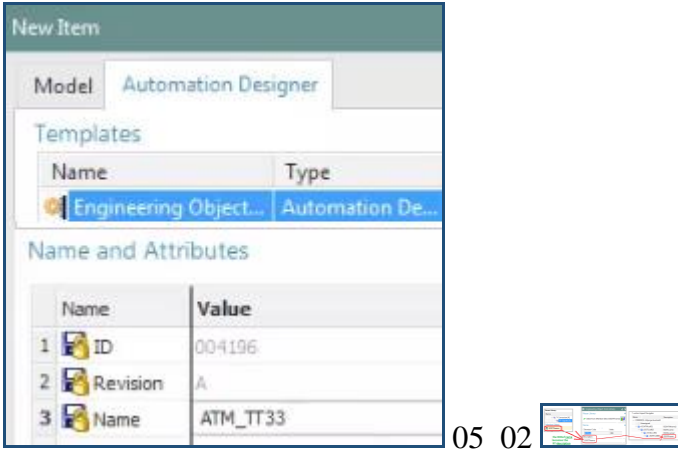 New Item
Model Automation Designer
Templates
Name Type
Engineering Object... Automation De...
Name and Attributes
Name Value
1 ID 004196
2 Revision A
3 Name ATM_TT33
05 02